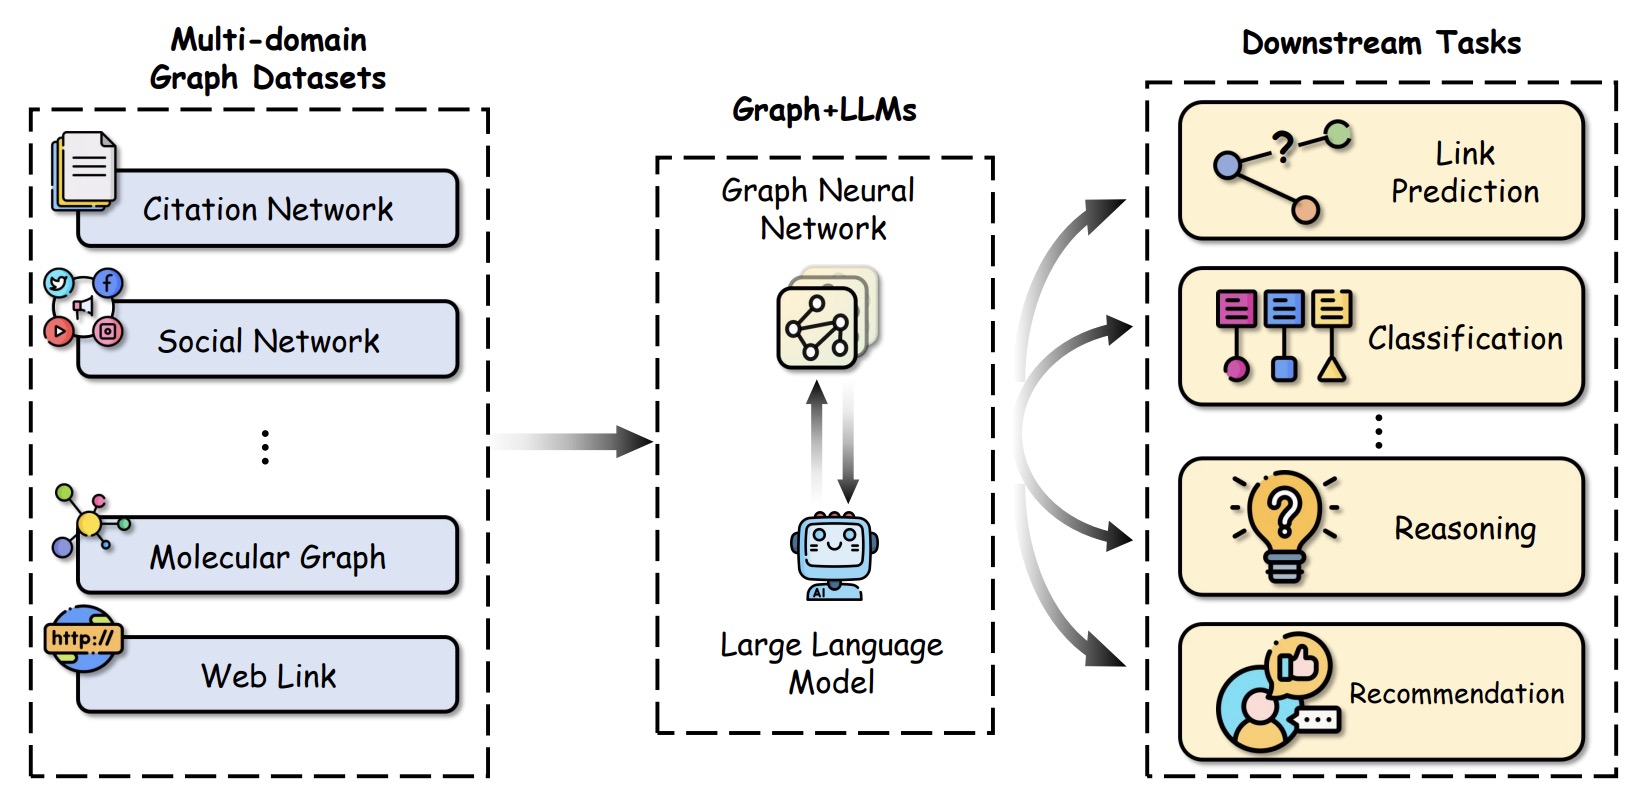 Multi-domain
Graph Datasets
Citation Network
Social Network
Molecular Graph
http://
Web Link
Graph+LLMs
Graph Neural
Network
AI
Large Language
Model
Downstream Tasks
?
Link
Prediction
Classification
?
Reasoning
Recommendation